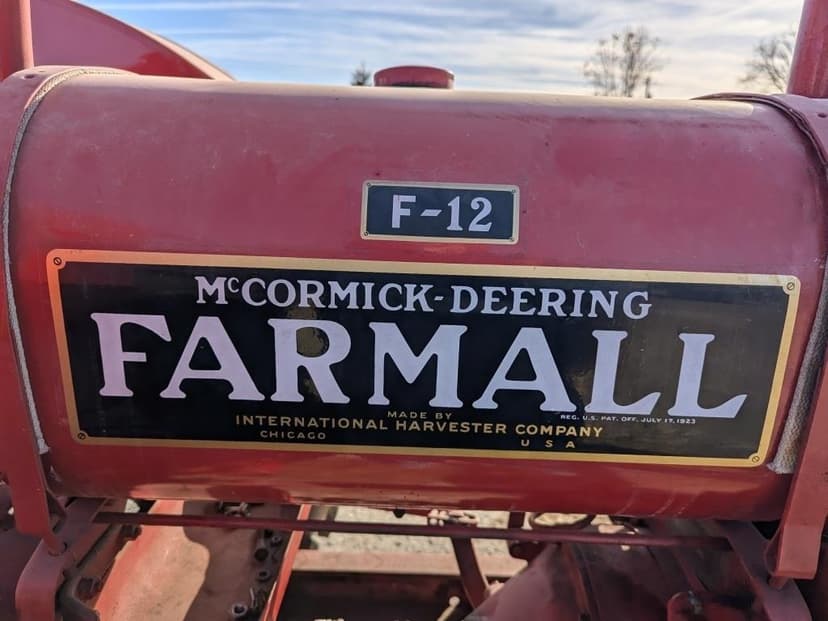 F-12
McCORMICK-DEERING
FARMALL
REG. U.S. PAT. OFF. JULY 17, 1923
MADE BY
INTERNATIONAL HARVESTER COMPANY
CHICAGO USA